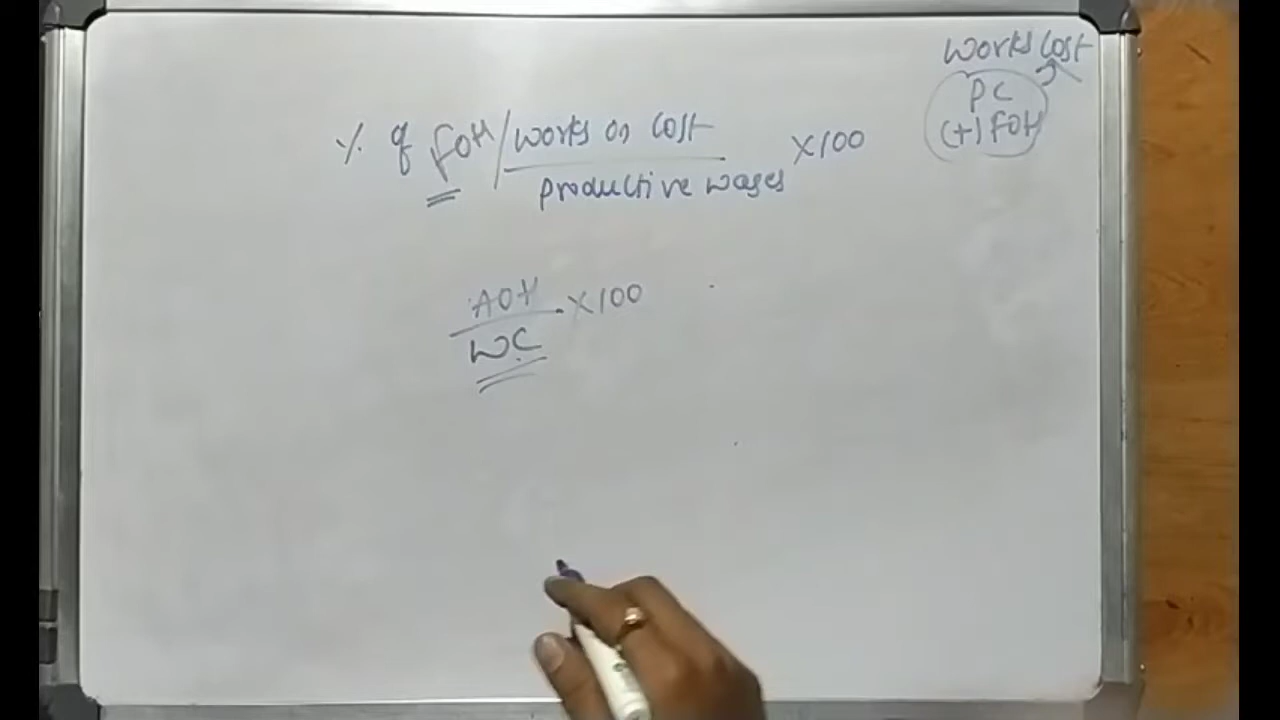 Works Cost
PC
(+) FOH
% of FOH / works on cost × 100
productive wages
AOH × 100
WC